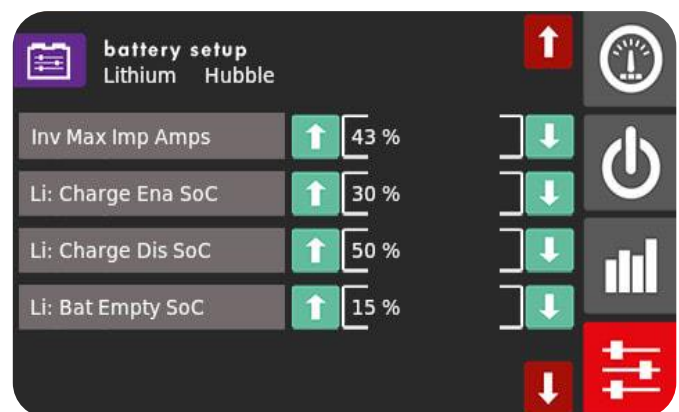 battery setup
Lithium Hubble
Inv Max Imp Amps 43 %
Li: Charge Ena SoC 30 %
Li: Charge Dis SoC 50 %
Li: Bat Empty SoC 15 %